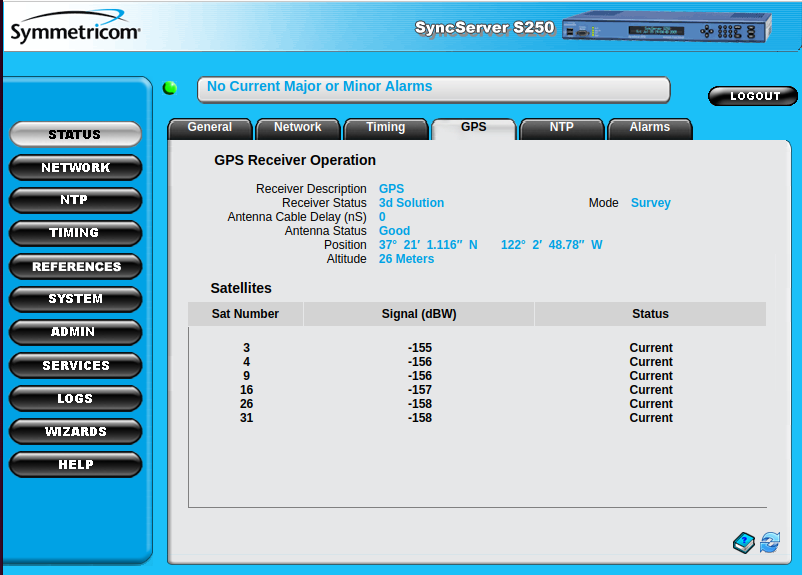 Symmetricom®
SyncServer S250
No Current Major or Minor Alarms
LOGOUT
General Network Timing GPS NTP Alarms
STATUS
NETWORK
NTP
TIMING
REFERENCES
SYSTEM
ADMIN
SERVICES
LOGS
WIZARDS
HELP
GPS Receiver Operation
Receiver Description GPS
Receiver Status 3d Solution Mode Survey
Antenna Cable Delay (nS) 0
Antenna Status Good
Position 37° 21′ 1.116″ N 122° 2′ 48.78″ W
Altitude 26 Meters
Satellites
Sat Number Signal (dBW) Status
3 -155 Current
4 -156 Current
9 -156 Current
16 -157 Current
26 -158 Current
31 -158 Current